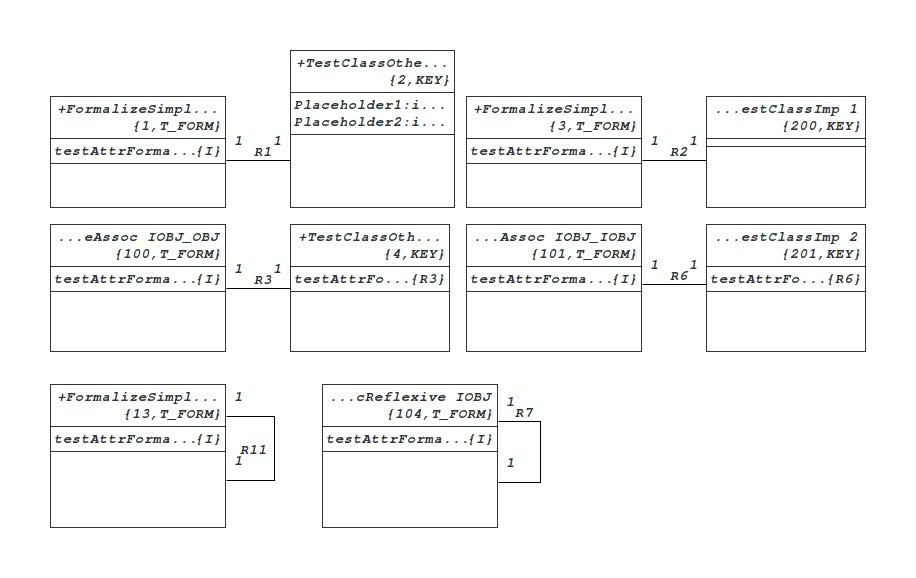 +FormalizeSimpl...
{1,T_FORM}
testAttrForma...{I}
1
1
R1
+TestClassOthe...
{2,KEY}
Placeholder1:i...
Placeholder2:i...
+FormalizeSimpl...
{3,T_FORM}
testAttrForma...{I}
1
1
R2
...estClassImp 1
{200,KEY}
...eAssoc IOBJ_OBJ
{100,T_FORM}
testAttrForma...{I}
1
1
R3
+TestClassOth...
{4,KEY}
testAttrFo...{R3}
...Assoc IOBJ_IOBJ
{101,T_FORM}
testAttrForma...{I}
1
1
R6
...estClassImp 2
{201,KEY}
testAttrFo...{R6}
+FormalizeSimpl...
{13,T_FORM}
testAttrForma...{I}
1
R11
1
...cReflexive IOBJ
{104,T_FORM}
testAttrForma...{I}
1
R7
1